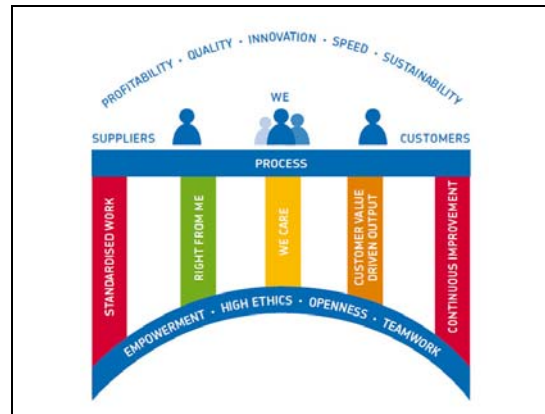 PROFITABILITY · QUALITY · INNOVATION · SPEED · SUSTAINABILITY
WE
SUPPLIERS
CUSTOMERS
PROCESS
STANDARDISED WORK
RIGHT FROM ME
WE CARE
CUSTOMER VALUE
DRIVEN OUTPUT
CONTINUOUS IMPROVEMENT
EMPOWERMENT · HIGH ETHICS · OPENNESS · TEAMWORK